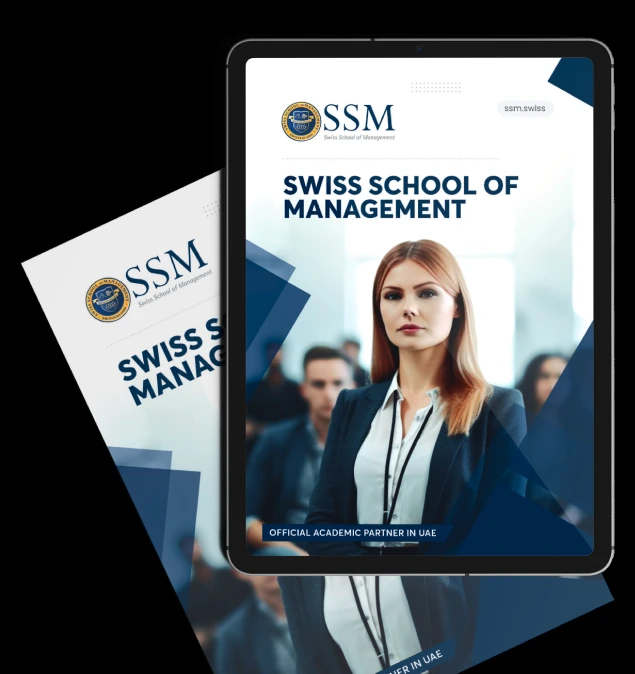 SSM
Swiss School of Management
ssm.swiss
SWISS SCHOOL OF
MANAGEMENT
OFFICIAL ACADEMIC PARTNER IN UAE
SSM
Swiss School of Management
SWISS S
MANAG
ER IN UAE